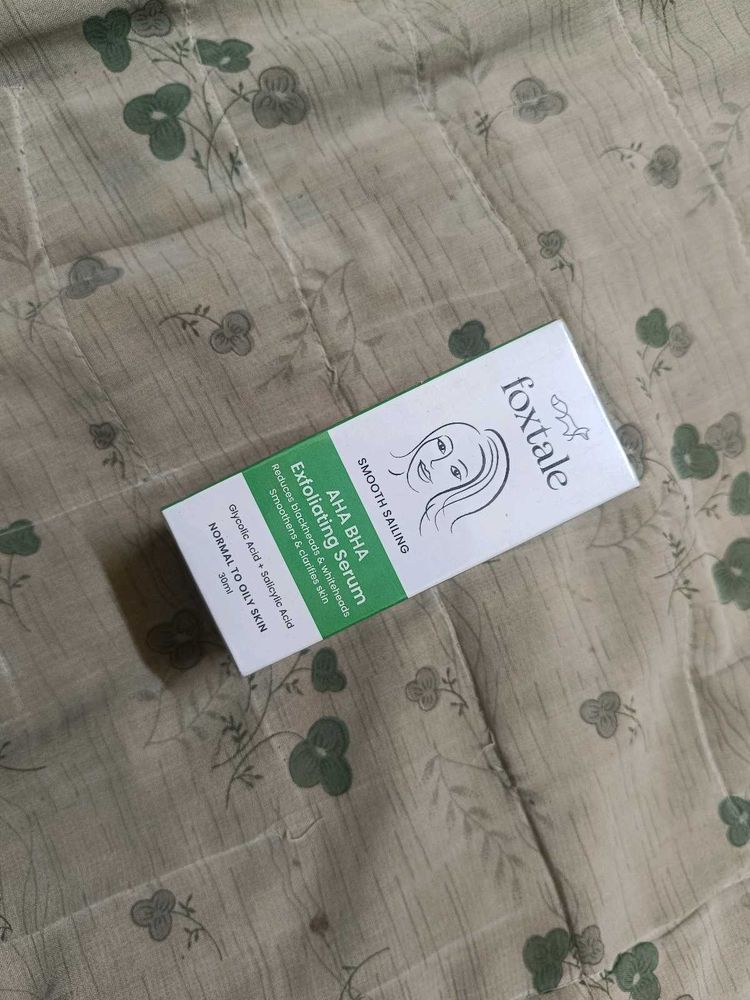 foxtale
SMOOTH SAILING
AHA BHA
Exfoliating Serum
Reduces blackheads & whiteheads
Smoothens & clarifies skin
Glycolic Acid + Salicylic Acid
NORMAL TO OILY SKIN
30ml